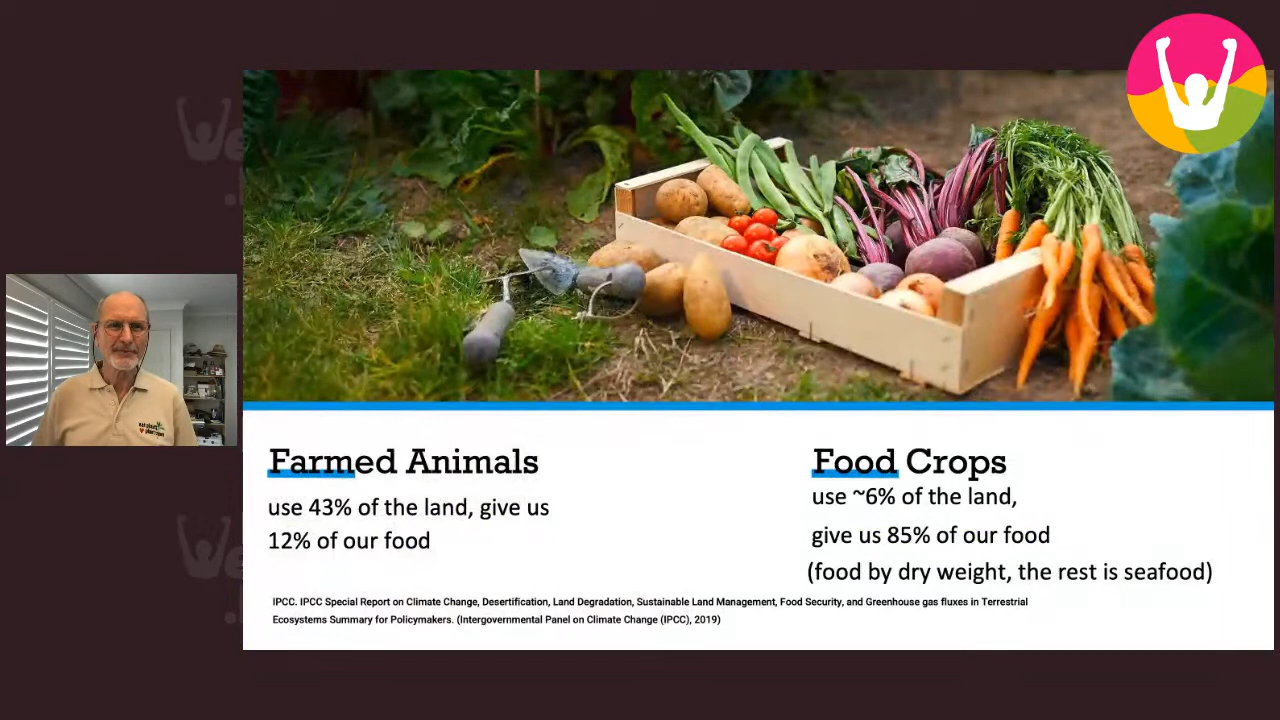 Farmed Animals
use 43% of the land, give us
12% of our food
Food Crops
use ~6% of the land,
give us 85% of our food
(food by dry weight, the rest is seafood)
IPCC. IPCC Special Report on Climate Change, Desertification, Land Degradation, Sustainable Land Management, Food Security, and Greenhouse gas fluxes in Terrestrial
Ecosystems Summary for Policymakers. (Intergovernmental Panel on Climate Change (IPCC), 2019)